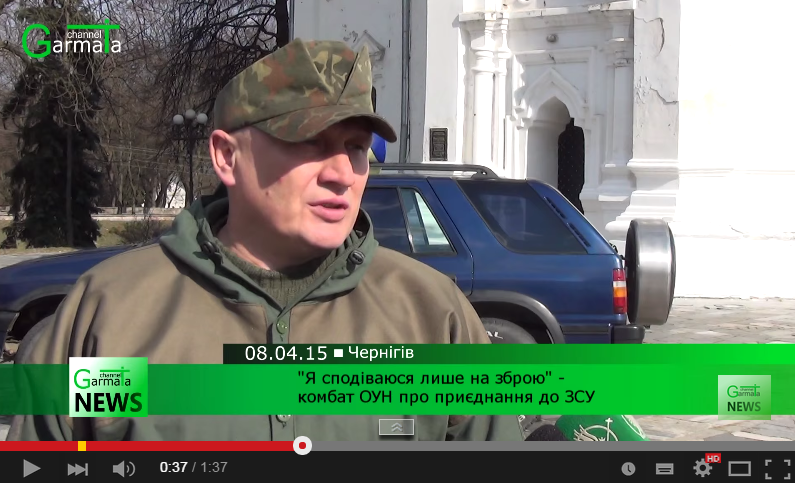 channel
GarmaTa
08.04.15 ■ Чернігів
channel
GarmaTa
NEWS
"Я сподіваюся лише на зброю" -
комбат ОУН про приєднання до ЗСУ
channel
GarmaTa
NEWS
0:37 / 1:37
HD